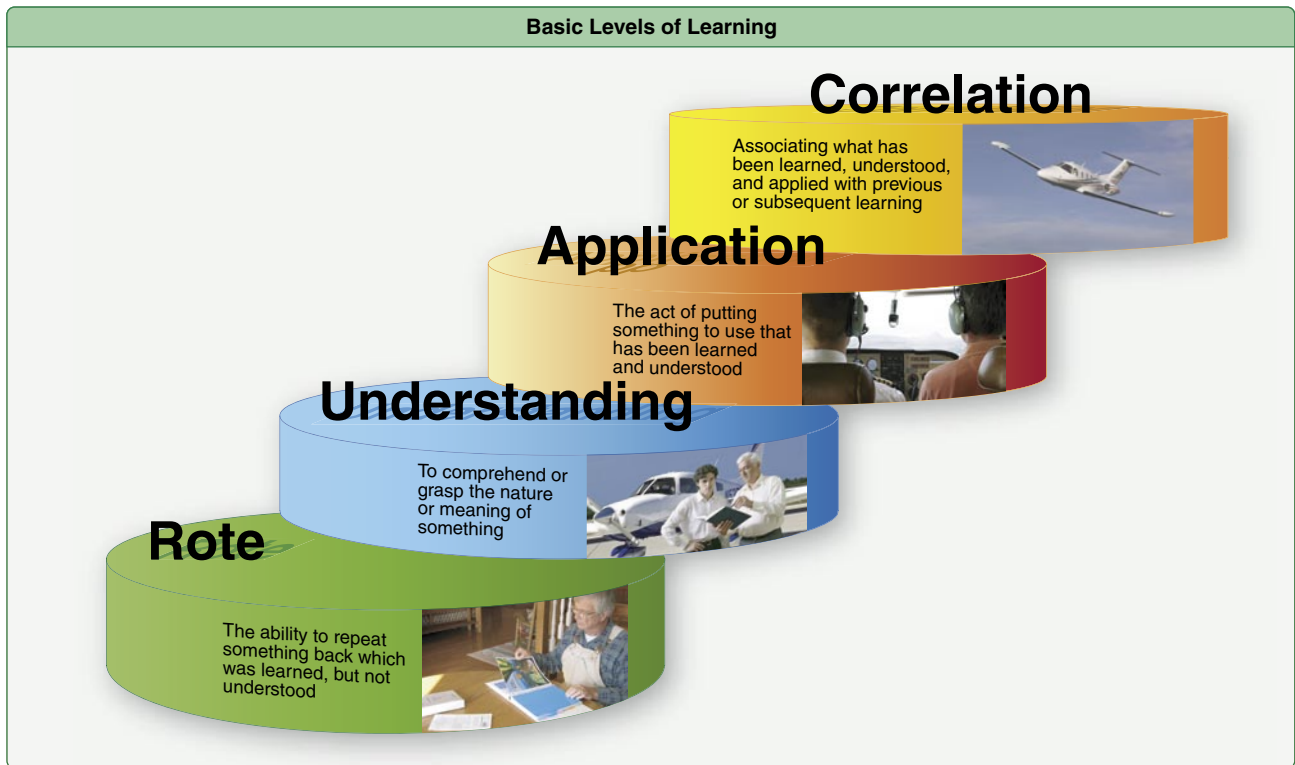 Basic Levels of Learning
Correlation
Associating what has
been learned, understood,
and applied with previous
or subsequent learning
Application
The act of putting
something to use that
has been learned
and understood
Understanding
To comprehend or
grasp the nature
or meaning of
something
Rote
The ability to repeat
something back which
was learned, but not
understood